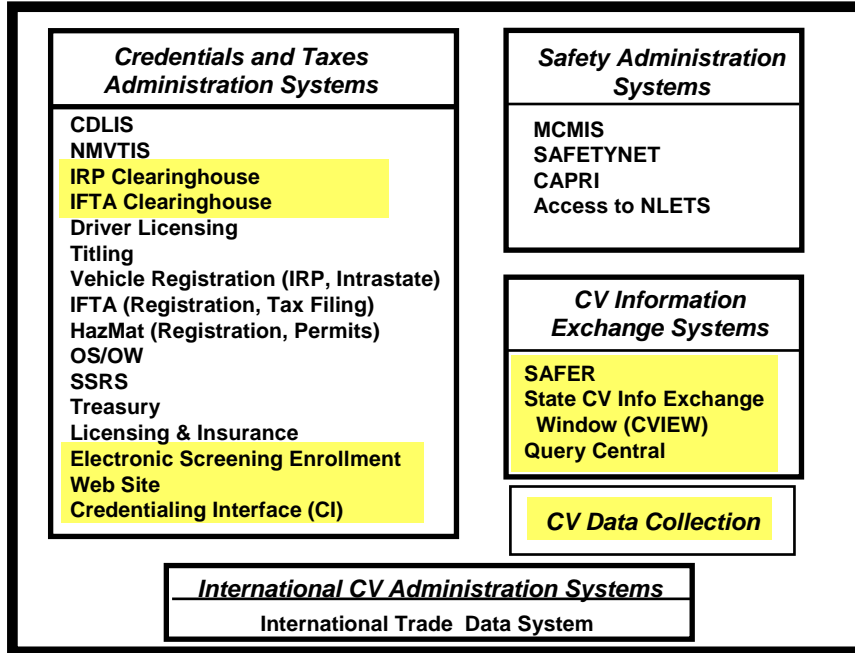 Credentials and Taxes
Administration Systems
CDLIS
NMVTIS
IRP Clearinghouse
IFTA Clearinghouse
Driver Licensing
Titling
Vehicle Registration (IRP, Intrastate)
IFTA (Registration, Tax Filing)
HazMat (Registration, Permits)
OS/OW
SSRS
Treasury
Licensing & Insurance
Electronic Screening Enrollment
Web Site
Credentialing Interface (CI)
Safety Administration
Systems
MCMIS
SAFETYNET
CAPRI
Access to NLETS
CV Information
Exchange Systems
SAFER
State CV Info Exchange
Window (CVIEW)
Query Central
CV Data Collection
International CV Administration Systems
International Trade Data System